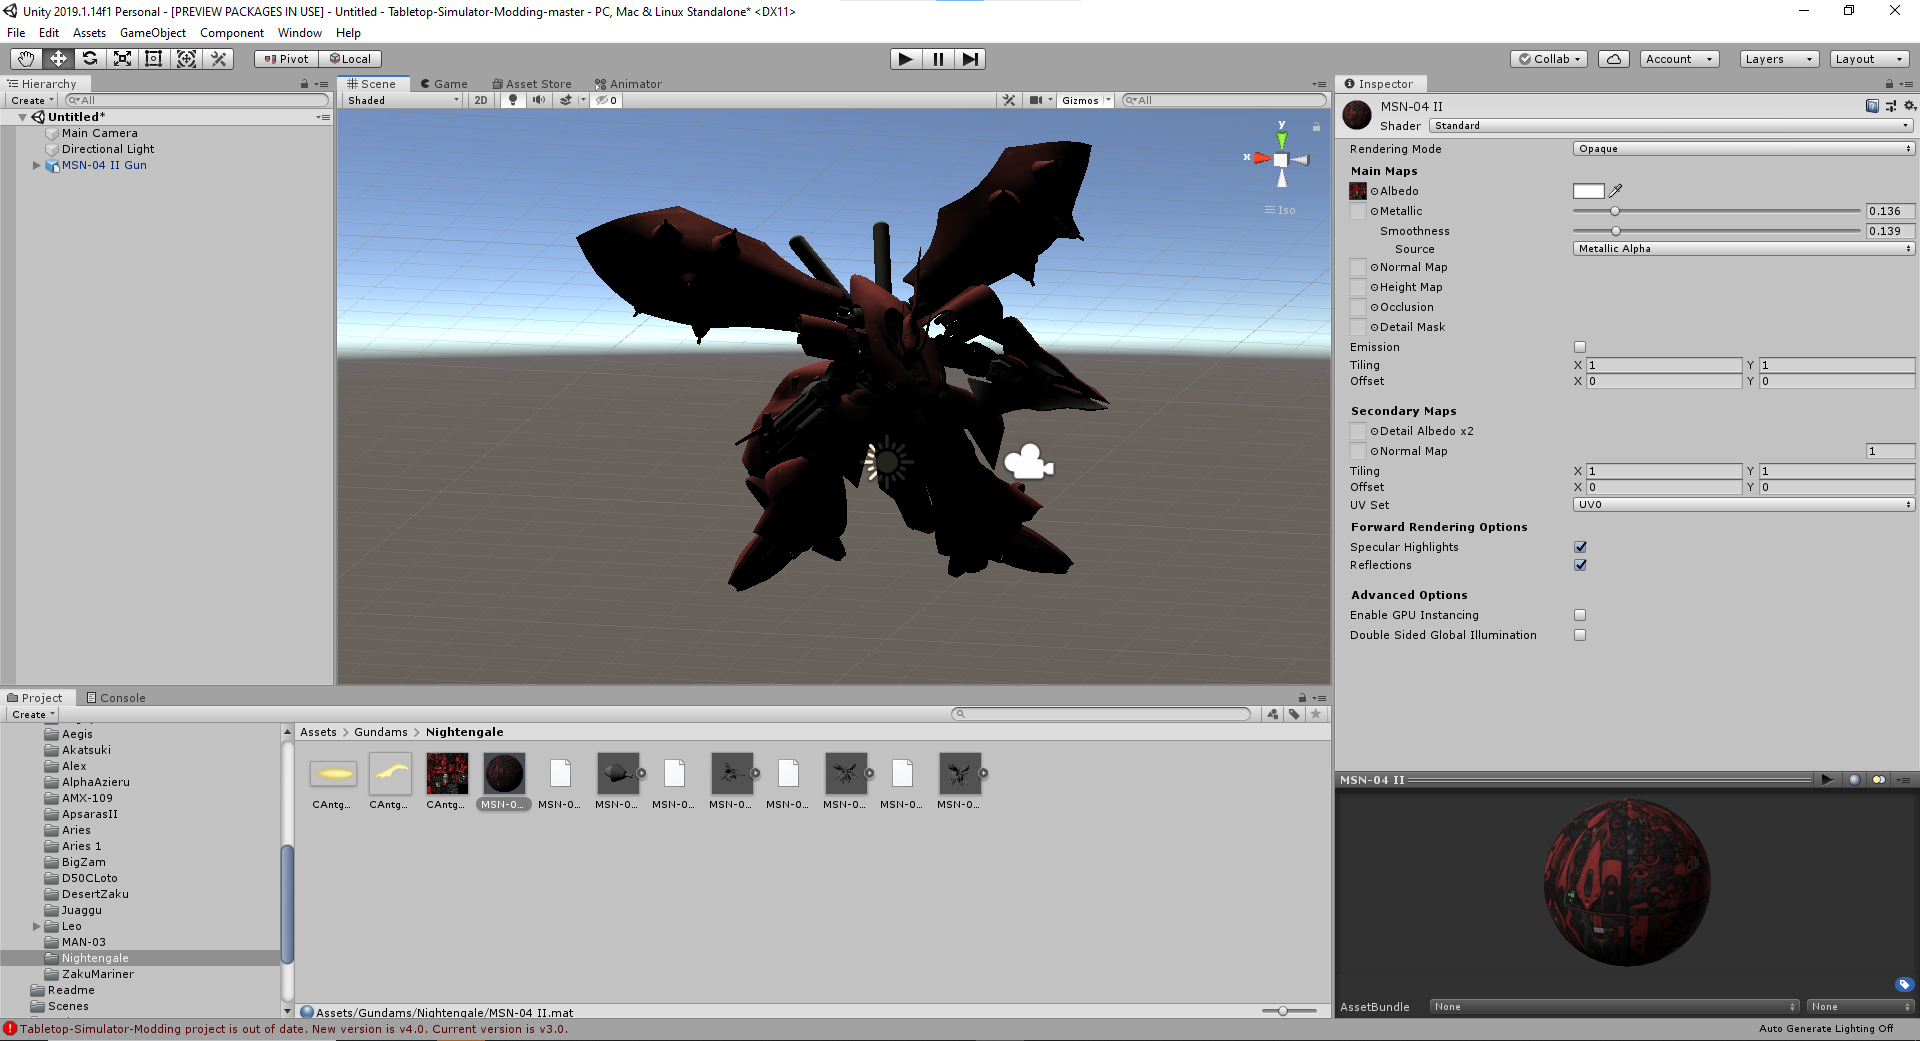 Unity 2019.1.14f1 Personal - [PREVIEW PACKAGES IN USE] - Untitled - Tabletop-Simulator-Modding-master - PC, Mac & Linux Standalone* <DX11>
File Edit Assets GameObject Component Window Help
Pivot Local Collab Account Layers Layout
Hierarchy
Create All
Untitled*
Main Camera
Directional Light
MSN-04 II Gun
Scene Game Asset Store Animator
Shaded 2D 0 Gizmos All
y
x
Iso
Inspector
MSN-04 II
Shader Standard
Rendering Mode Opaque
Main Maps
Albedo
Metallic 0.136
Smoothness 0.139
Source Metallic Alpha
Normal Map
Height Map
Occlusion
Detail Mask
Emission
Tiling X 1 Y 1
Offset X 0 Y 0
Secondary Maps
Detail Albedo x2
Normal Map 1
Tiling X 1 Y 1
Offset X 0 Y 0
UV Set UV0
Forward Rendering Options
Specular Highlights
Reflections
Advanced Options
Enable GPU Instancing
Double Sided Global Illumination
Project Console
Create
Aegis
Akatsuki
Alex
AlphaAzieru
AMX-109
ApsarasII
Aries
Aries 1
BigZam
D50CLoto
DesertZaku
Juaggu
Leo
MAN-03
Nightengale
ZakuMariner
Readme
Scenes
Assets > Gundams > Nightengale
CAntg... CAntg... CAntg... MSN-0... MSN-0... MSN-0... MSN-0... MSN-0... MSN-0... MSN-0... MSN-0... MSN-0...
Assets/Gundams/Nightengale/MSN-04 II.mat
MSN-04 II
AssetBundle None None
Tabletop-Simulator-Modding project is out of date. New version is v4.0. Current version is v3.0.
Auto Generate Lighting Off